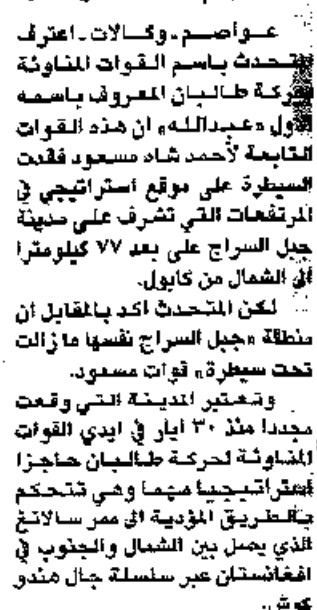 عواصم ـ وكالات ـ اعترف
المتحدث باسم القوات المناوئة
لحركة طالبان المعروف باسمه
الاول «عبدالله» ان هذه القوات
التابعة لأحمد شاه مسعود فقدت
السيطرة على موقع استراتيجي في
المرتفعات التي تشرف على مدينة
جبل السراج على بعد ٧٧ كيلومترا
الى الشمال من كابول.
لكن المتحدث اكد بالمقابل ان
منطقة «جبل السراج نفسها مازالت
تحت سيطرة» قوات مسعود.
وتعتبر المدينة التي وقعت
مجددا منذ ٣٠ ايار في ايدي القوات
المناوئة لحركة طالبان حاجزا
استراتيجيا مهما وهي تتحكم
بالطريق المؤدية الى ممر سالانغ
الذي يصل بين الشمال والجنوب في
افغانستان عبر سلسلة جال هندو
كوش.